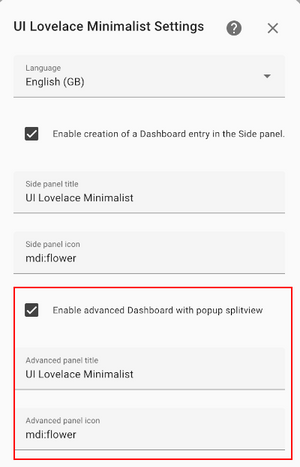 UI Lovelace Minimalist Settings
Language
English (GB)
Enable creation of a Dashboard entry in the Side panel.
Side panel title
UI Lovelace Minimalist
Side panel icon
mdi:flower
Enable advanced Dashboard with popup splitview
Advanced panel title
UI Lovelace Minimalist
Advanced panel icon
mdi:flower